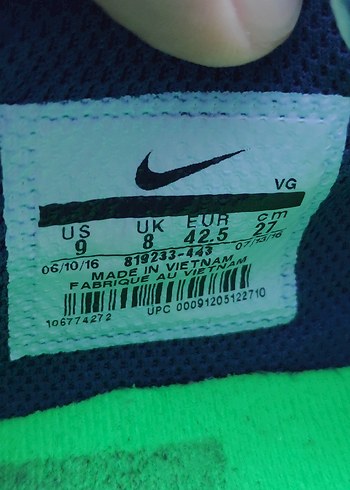 VG
US UK EUR cm
9 8 42.5 27
06/10/16 819233-443 07/13/16
MADE IN VIETNAM
FABRIQUE AU VIETNAM
106774272 UPC 00091205122710